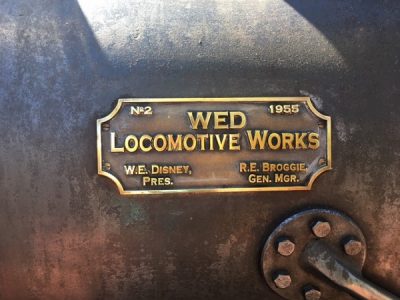 №2 1955
WED
LOCOMOTIVE WORKS
W.E. DISNEY, R.E. BROGGIE,
PRES. GEN. MGR.